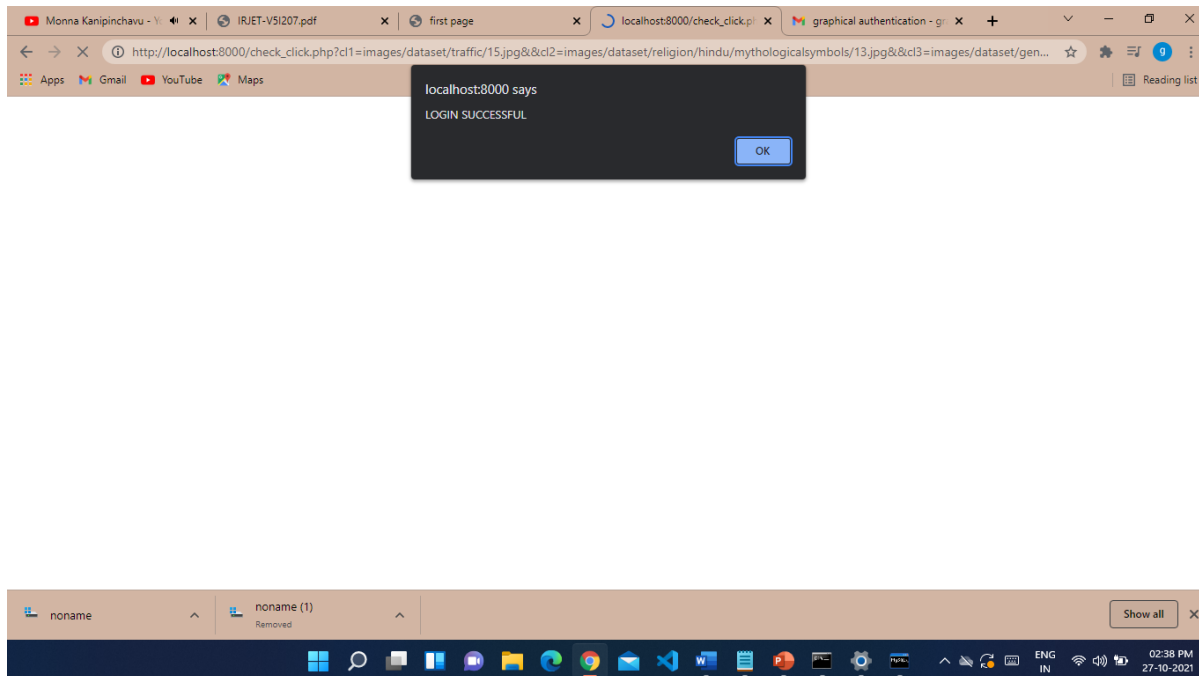 Monna Kanipinchavu - Y
IRJET-V5I207.pdf
first page
localhost:8000/check_click.p
graphical authentication - gr
http://localhost:8000/check_click.php?cl1=images/dataset/traffic/15.jpg&&cl2=images/dataset/religion/hindu/mythologicalsymbols/13.jpg&&cl3=images/dataset/gen...
g
Apps
Gmail
YouTube
Maps
Reading list
localhost:8000 says
LOGIN SUCCESSFUL
OK
noname
noname (1)
Removed
Show all
ENG
IN
02:38 PM
27-10-2021